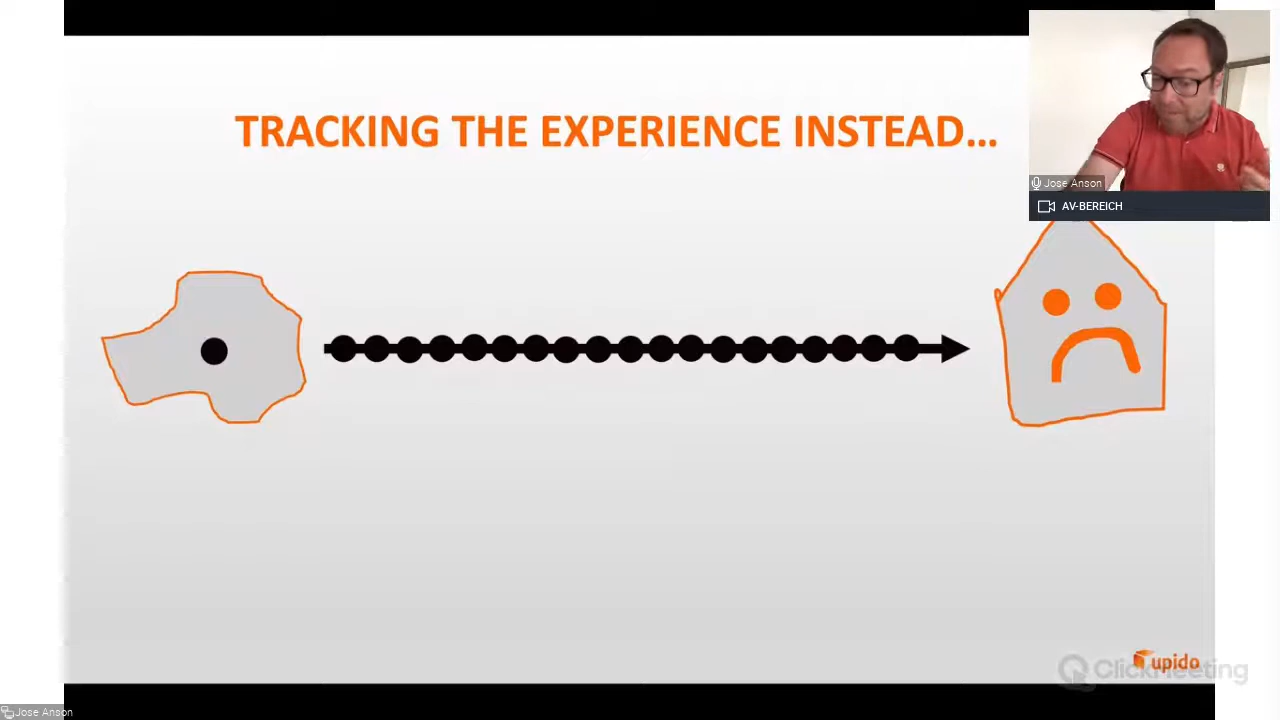 TRACKING THE EXPERIENCE INSTEAD...
Jose Anson
AV-BEREICH
upido
ClickMeeting
Jose Anson